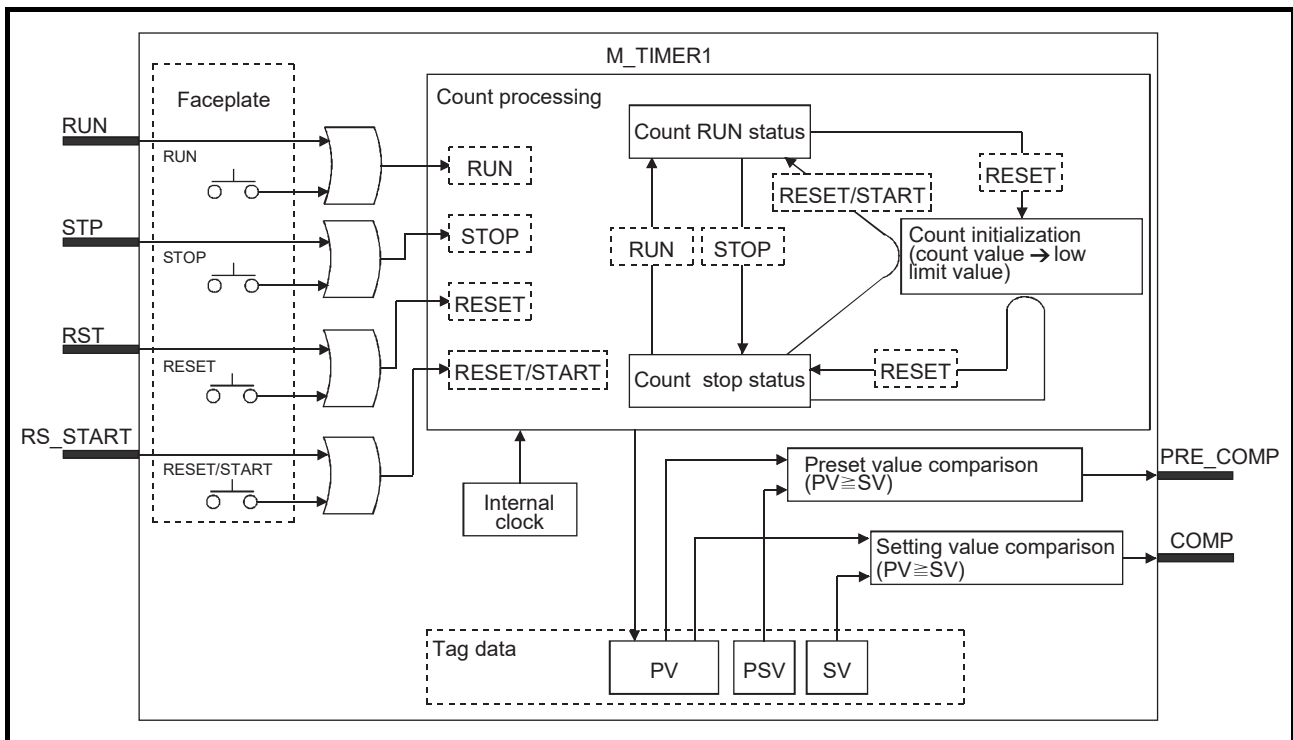 M_TIMER1
Faceplate
Count processing
RUN
RUN
STP
STOP
RST
RESET
RS_START
RESET/START
RUN
STOP
RESET
RESET/START
Count RUN status
RESET
RESET/START
RUN
STOP
Count initialization
(count value → low
limit value)
RESET
Count stop status
Internal
clock
Preset value comparison
(PV≧SV)
PRE_COMP
Setting value comparison
(PV≧SV)
COMP
Tag data
PV
PSV
SV